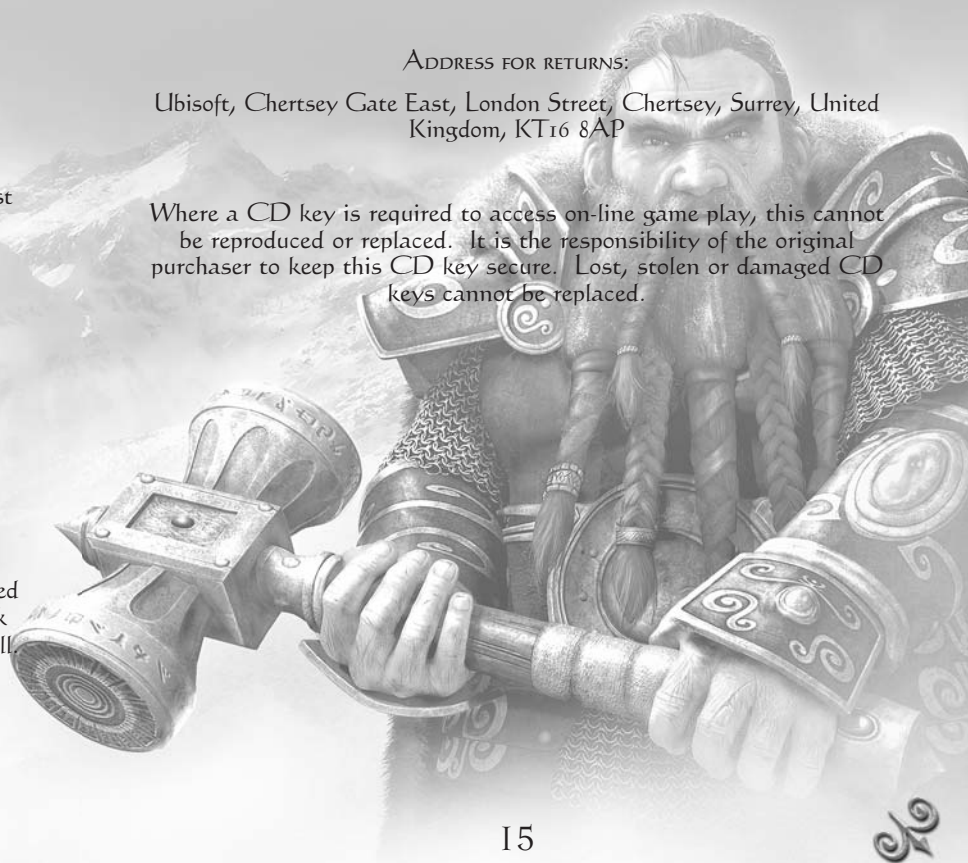 Address for returns:
Ubisoft, Chertsey Gate East, London Street, Chertsey, Surrey, United
Kingdom, KT16 8AP
Where a CD key is required to access on-line game play, this cannot
be reproduced or replaced. It is the responsibility of the original
purchaser to keep this CD key secure. Lost, stolen or damaged CD
keys cannot be replaced.
15